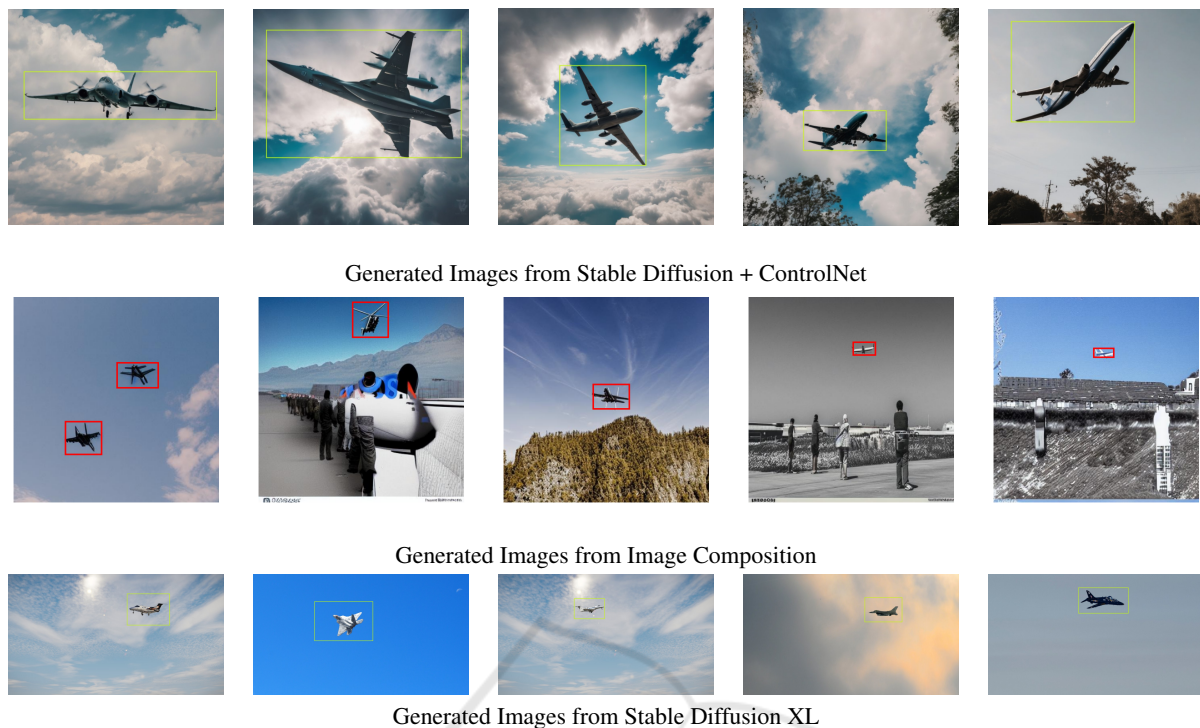 Generated Images from Stable Diffusion + ControlNet
Generated Images from Image Composition
Generated Images from Stable Diffusion XL